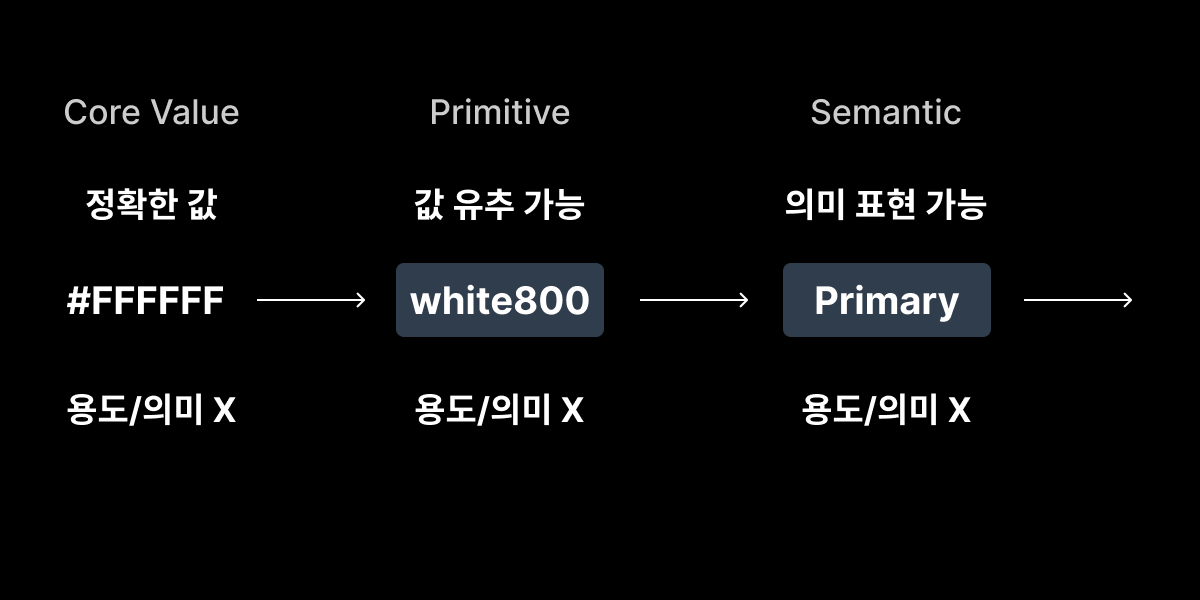 Core Value
Primitive
Semantic
정확한 값
값 유추 가능
의미 표현 가능
#FFFFFF
white800
Primary
용도/의미 X
용도/의미 X
용도/의미 X